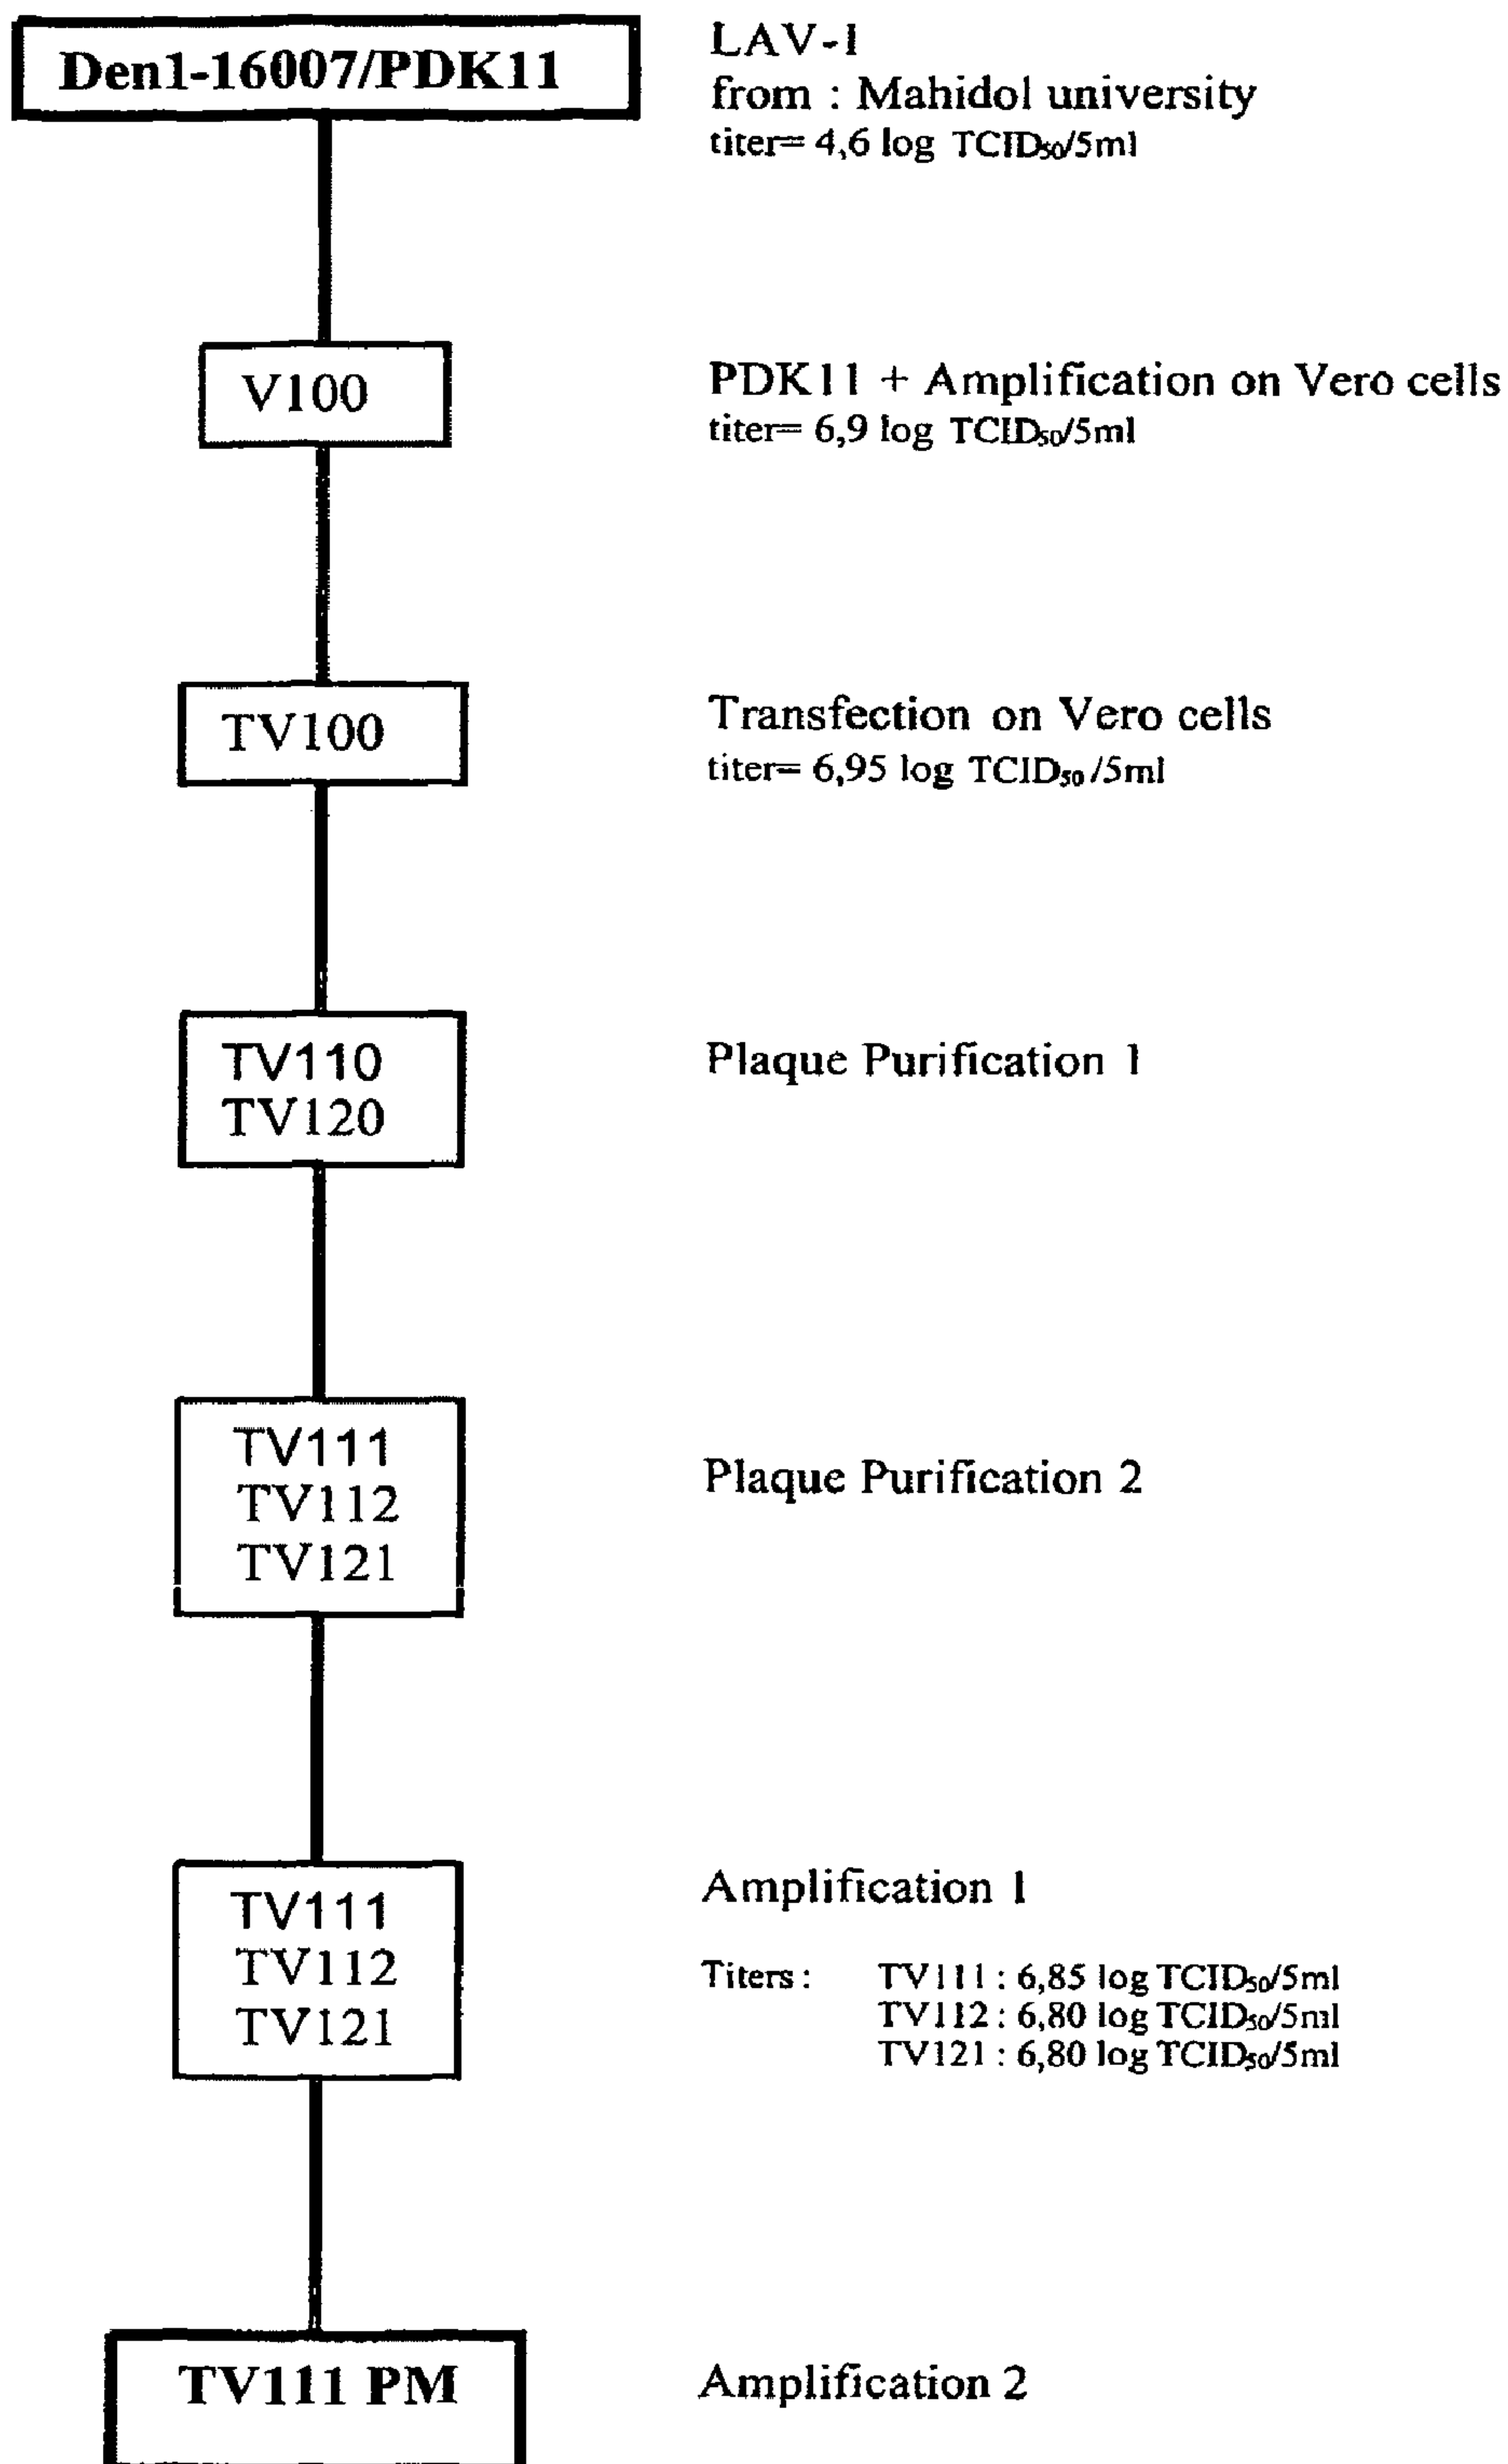 Den1-16007/PDK11
LAV-1
from : Mahidol university
titer= 4,6 log TCID₅₀/5ml
V100
PDK11 + Amplification on Vero cells
titer= 6,9 log TCID₅₀/5ml
TV100
Transfection on Vero cells
titer= 6,95 log TCID₅₀/5ml
TV110
TV120
Plaque Purification 1
TV111
TV112
TV121
Plaque Purification 2
TV111
TV112
TV121
Amplification 1
Titers : TV111 : 6,85 log TCID₅₀/5ml
TV112 : 6,80 log TCID₅₀/5ml
TV121 : 6,80 log TCID₅₀/5ml
TV111 PM
Amplification 2